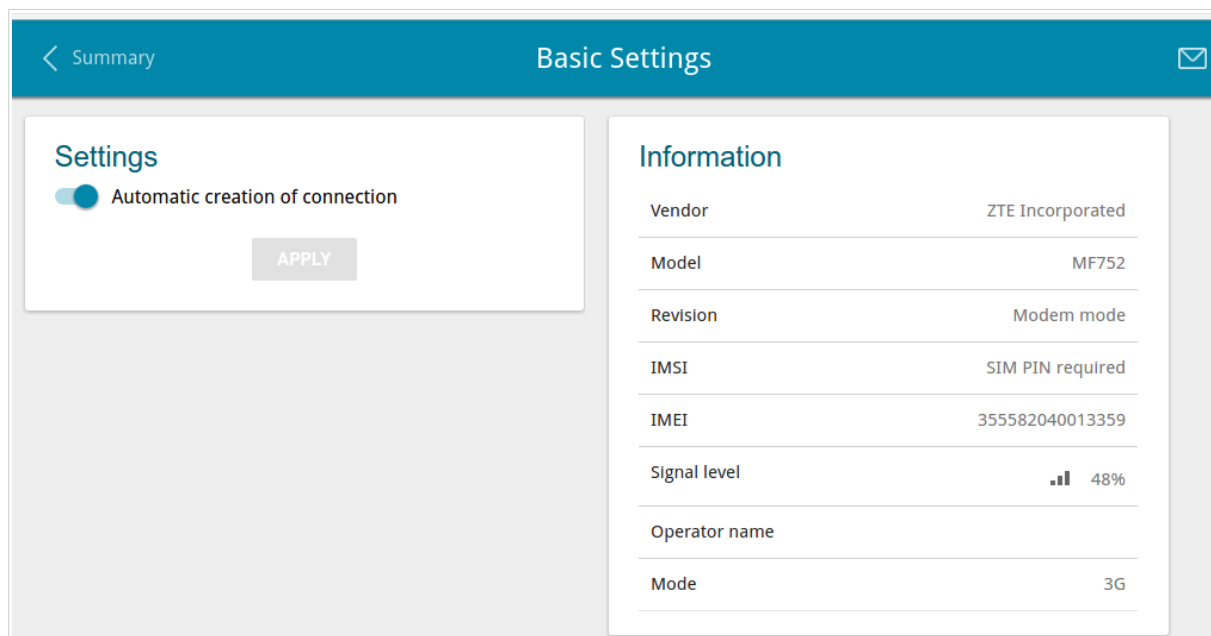 Summary
Basic Settings
Settings
Automatic creation of connection
APPLY
Information
Vendor ZTE Incorporated
Model MF752
Revision Modem mode
IMSI SIM PIN required
IMEI 355582040013359
Signal level 48%
Operator name
Mode 3G